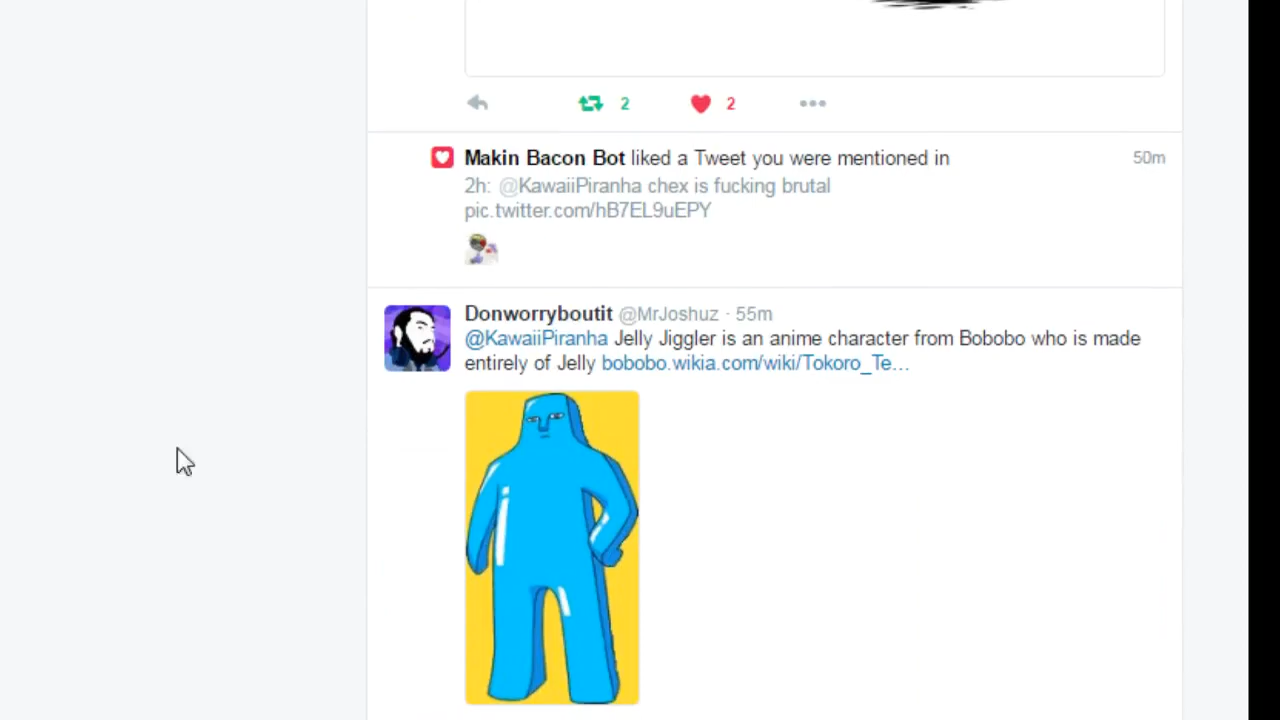 2 2
Makin Bacon Bot liked a Tweet you were mentioned in 50m
2h: @KawaiiPiranha chex is fucking brutal
pic.twitter.com/hB7EL9uEPY
Donworryboutit @MrJoshuz · 55m
@KawaiiPiranha Jelly Jiggler is an anime character from Bobobo who is made
entirely of Jelly bobobo.wikia.com/wiki/Tokoro_Te…